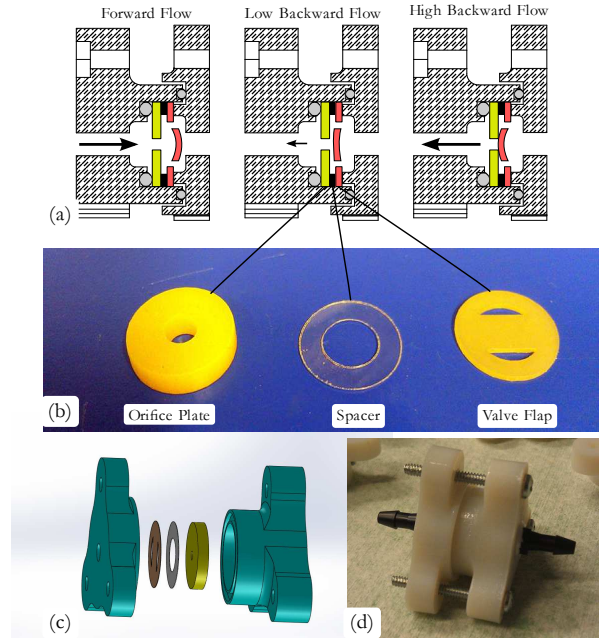 Forward Flow
Low Backward Flow
High Backward Flow
(a)
(b)
Orifice Plate
Spacer
Valve Flap
(c)
(d)